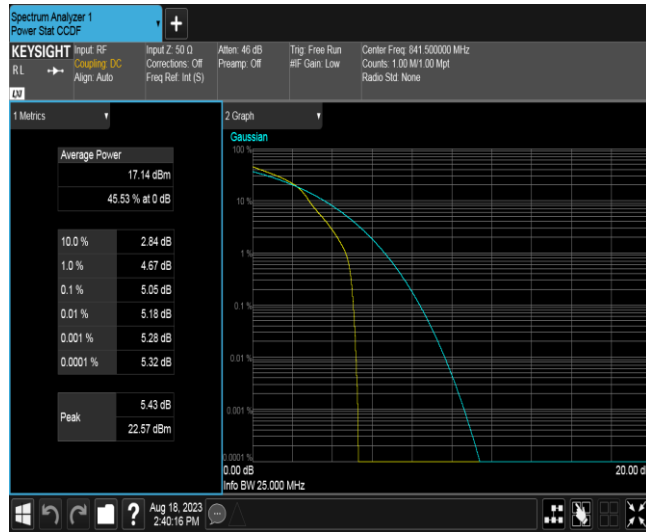 Spectrum Analyzer 1
Power Stat CCDF
+
KEYSIGHT
RL
LXI
Input: RF
Coupling: DC
Align: Auto
Input Z: 50 Ω
Corrections: Off
Freq Ref: Int (S)
Atten: 46 dB
Preamp: Off
Trig: Free Run
#IF Gain: Low
Center Freq: 841.500000 MHz
Counts: 1.00 M/1.00 Mpt
Radio Std: None
1 Metrics
Average Power
17.14 dBm
45.53 % at 0 dB
10.0 % 2.84 dB
1.0 % 4.67 dB
0.1 % 5.05 dB
0.01 % 5.18 dB
0.001 % 5.28 dB
0.0001 % 5.32 dB
Peak
5.43 dB
22.57 dBm
2 Graph
Gaussian
100 %
10 %
1 %
0.1 %
0.01 %
0.001 %
0.0001 %
0.00 dB
20.00 d
Info BW 25.000 MHz
?
Aug 18, 2023
2:40:16 PM